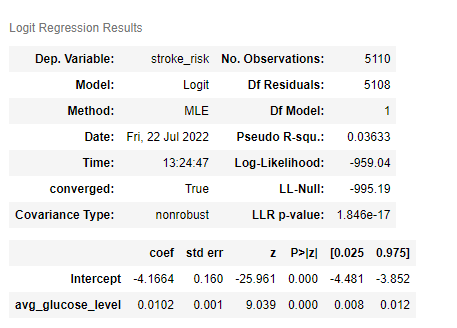 Logit Regression Results
Dep. Variable: stroke_risk No. Observations: 5110
Model: Logit Df Residuals: 5108
Method: MLE Df Model: 1
Date: Fri, 22 Jul 2022 Pseudo R-squ.: 0.03633
Time: 13:24:47 Log-Likelihood: -959.04
converged: True LL-Null: -995.19
Covariance Type: nonrobust LLR p-value: 1.846e-17
coef std err z P>|z| [0.025 0.975]
Intercept -4.1664 0.160 -25.961 0.000 -4.481 -3.852
avg_glucose_level 0.0102 0.001 9.039 0.000 0.008 0.012